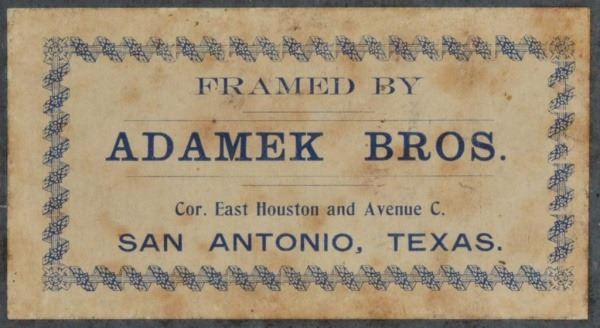 FRAMED BY
ADAMEK BROS.
Cor. East Houston and Avenue C.
SAN ANTONIO, TEXAS.